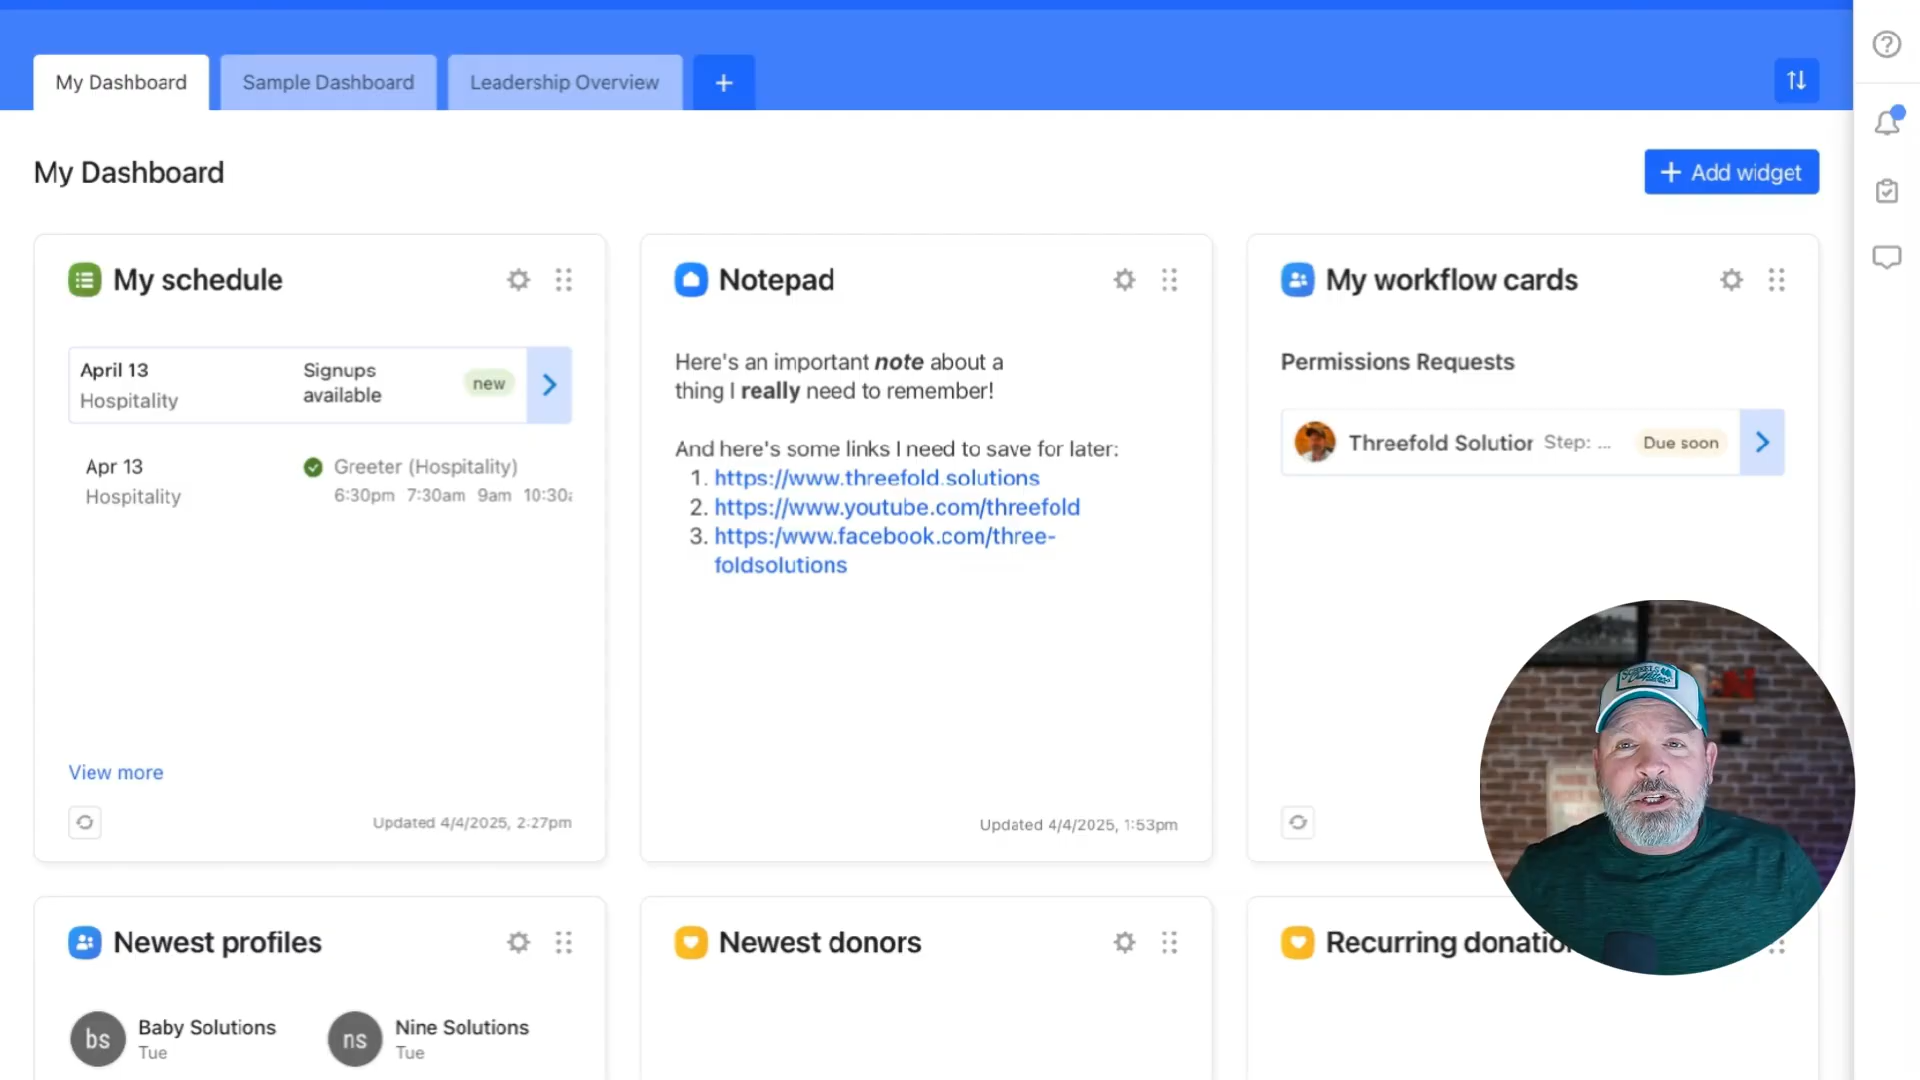 My Dashboard
Sample Dashboard
Leadership Overview
+
My Dashboard
+ Add widget
My schedule
April 13
Hospitality
Signups
available
new
Apr 13
Hospitality
Greeter (Hospitality)
6:30pm 7:30am 9am
View more
Updated 4/4/2025, 2:27pm
Notepad
Here's an important note about a
thing I really need to remember!
And here's some links I need to save for later:
1. https://www.threefold.solutions
2. https://www.youtube.com/threefold
3. https:/www.facebook.com/three-
foldsolutions
Updated 4/4/2025, 1:53pm
My workflow cards
Permissions Requests
Threefold Solution Step: ... Due soon
Newest profiles
bs
Baby Solutions
Tue
ns
Nine Solutions
Tue
Newest donors
Recurring
N